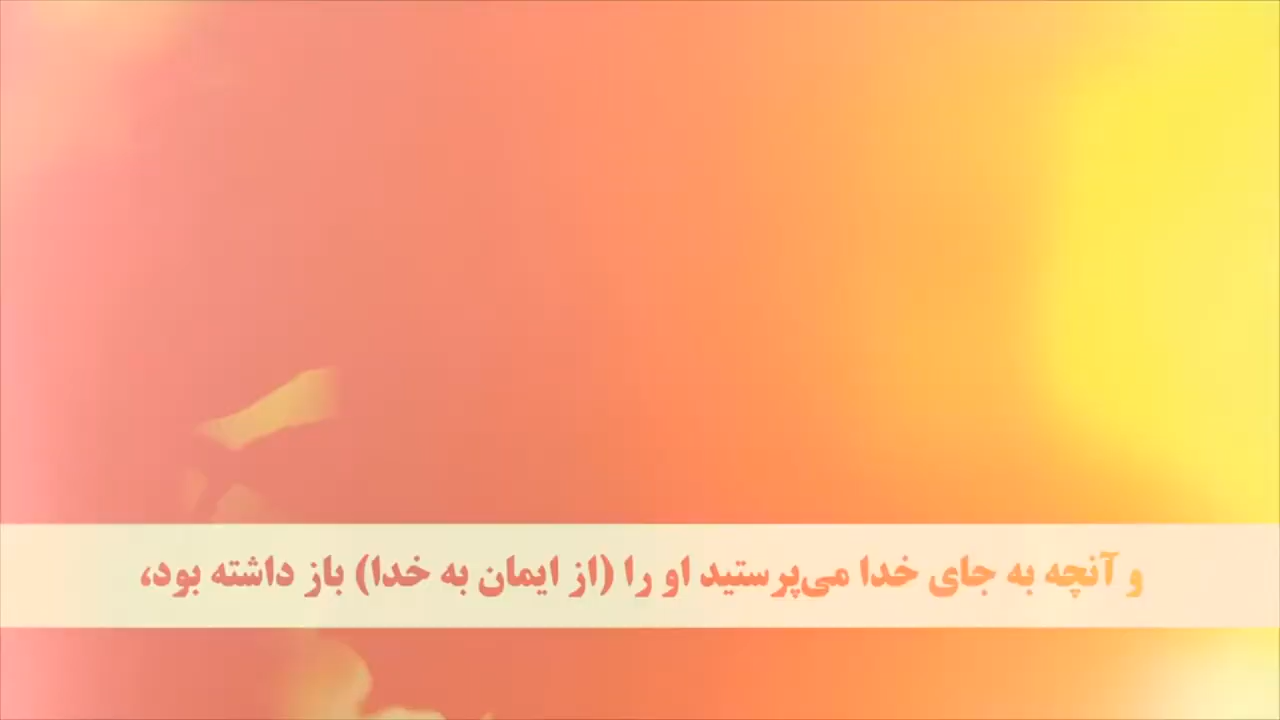 و آنچه به جای خدا می‌پرستید او را (از ایمان به خدا) باز داشته بود،